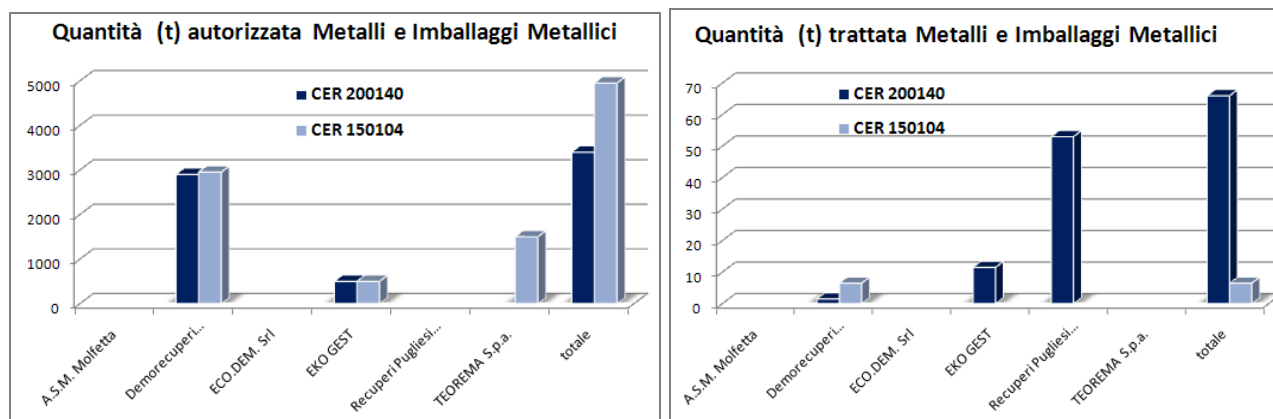 Quantità (t) autorizzata Metalli e Imballaggi Metallici
5000
4000
3000
2000
1000
0
CER 200140
CER 150104
A.S.M. Molfetta
Demorecuperi...
ECO.DEM. Srl
EKO GEST
Recuperi Pugliesi...
TEOREMA S.p.a.
totale
Quantità (t) trattata Metalli e Imballaggi Metallici
70
60
50
40
30
20
10
0
CER 200140
CER 150104
A.S.M. Molfetta
Demorecuperi...
ECO.DEM. Srl
EKO GEST
Recuperi Pugliesi...
TEOREMA S.p.a.
totale